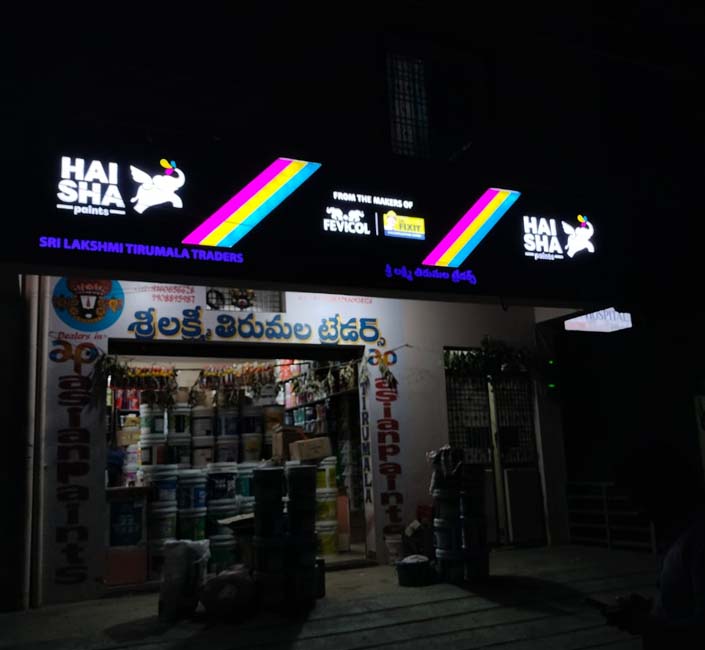 HAI
SHA
paints
FROM THE MAKERS OF
FEVICOL
FIXIT
HAI
SHA
paints
SRI LAKSHMI TIRUMALA TRADERS
శ్రీ లక్ష్మి తిరుమల ట్రేడర్స్
HOSPITAL
శ్రీ లక్ష్మీ తిరుమల ట్రేడర్స్
Dealers in
asianpaints
TIRUMALA
asianpaints